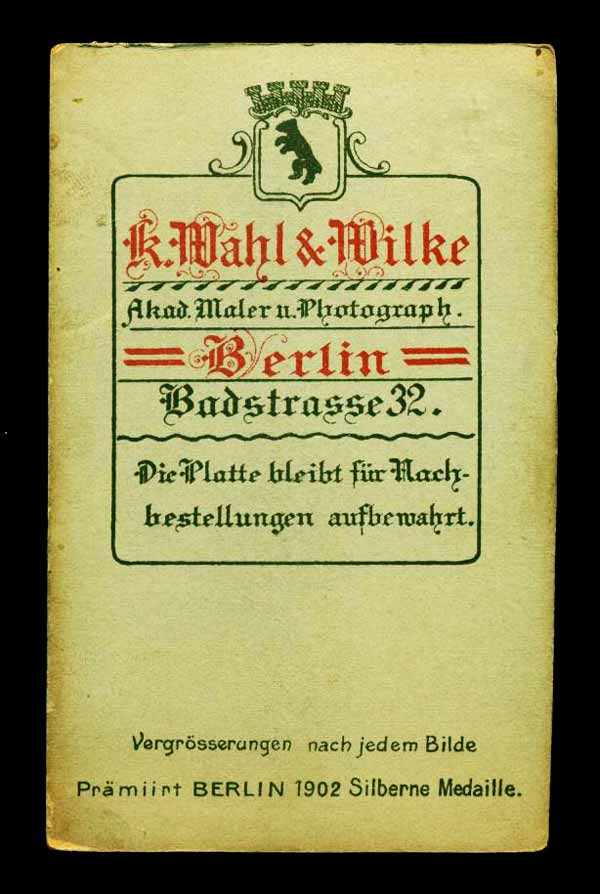 K. Wahl & Wilke
Akad. Maler u. Photograph.
Berlin
Badstrasse 32.
Die Platte bleibt für Nach-
bestellungen aufbewahrt.
Vergrösserungen nach jedem Bilde
Prämiirt BERLIN 1902 Silberne Medaille.